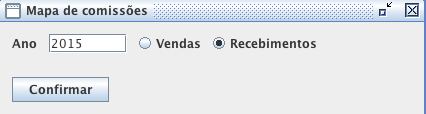 Mapa de comissões
Ano 2015 Vendas Recebimentos
Confirmar